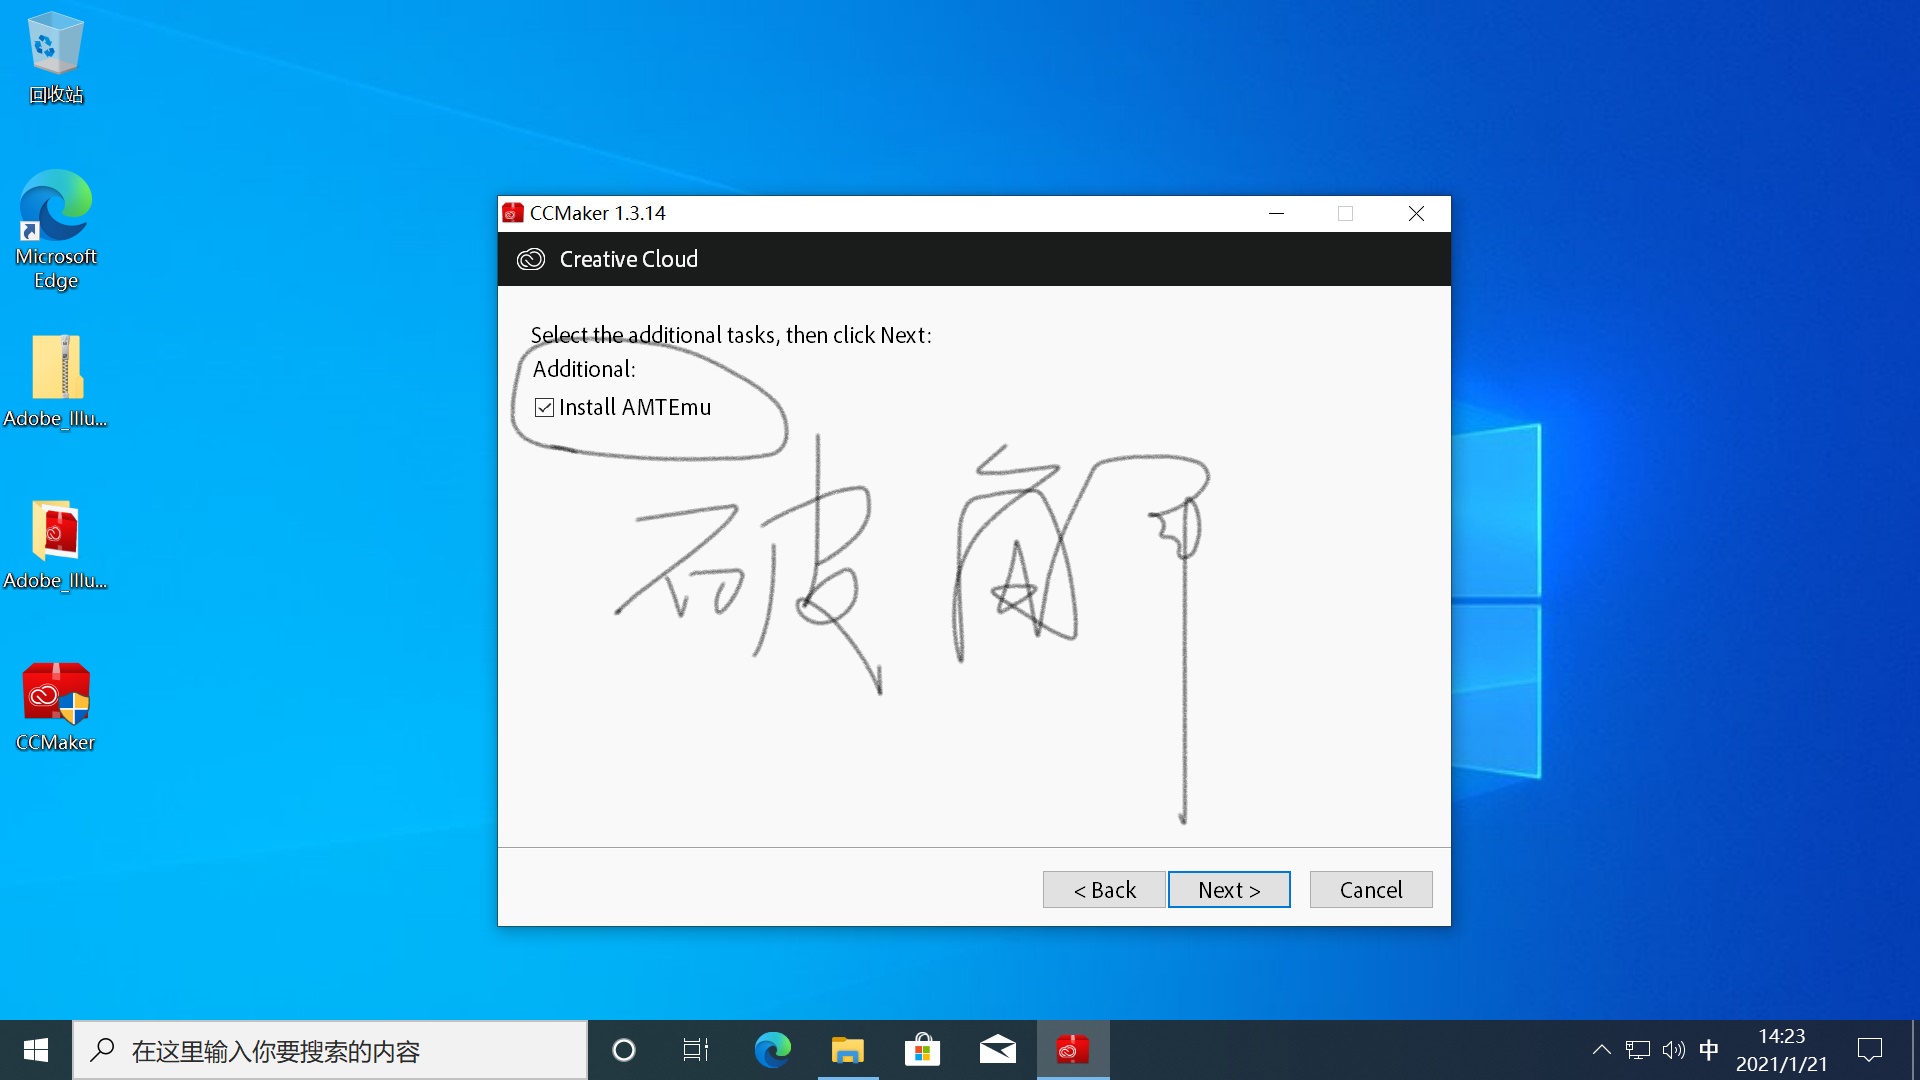 回收站
Microsoft
Edge
Adobe_Illu...
Adobe_Illu...
CCMaker
CCMaker 1.3.14
Creative Cloud
Select the additional tasks, then click Next:
Additional:
Install AMTEmu
破解
< Back
Next >
Cancel
在这里输入你要搜索的内容
中
14:23
2021/1/21